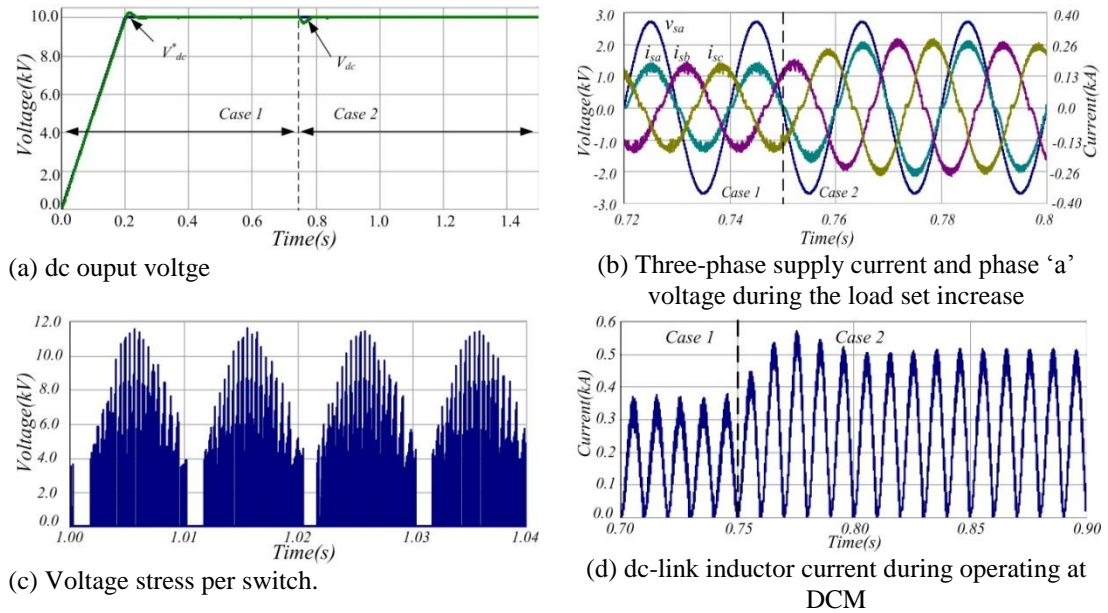 10.0
8.0
4.0
0.0
Voltage(kV)
V*dc
Vdc
Case 1
Case 2
0.0 0.2 0.4 0.6 0.8 1.0 1.2 1.4
Time(s)
(a) dc ouput voltge
3.0
2.0
1.0
0.0
-1.0
-2.0
-3.0
Voltage(kV)
vsa
isa isb isc
Case 1
Case 2
0.40
0.26
0.13
0.0
-0.13
-0.26
-0.40
Current(kA)
0.72 0.74 0.76 0.78 0.8
Time(s)
(b) Three-phase supply current and phase ‘a’
voltage during the load set increase
12.0
10.0
8.0
6.0
4.0
2.0
0.0
Voltage(kV)
1.00 1.01 1.02 1.03 1.04
Time(s)
(c) Voltage stress per switch.
0.6
0.5
0.4
0.3
0.2
0.1
0.0
Current(kA)
Case 1
Case 2
0.70 0.75 0.80 0.85 0.90
Time(s)
(d) dc-link inductor current during operating at
DCM